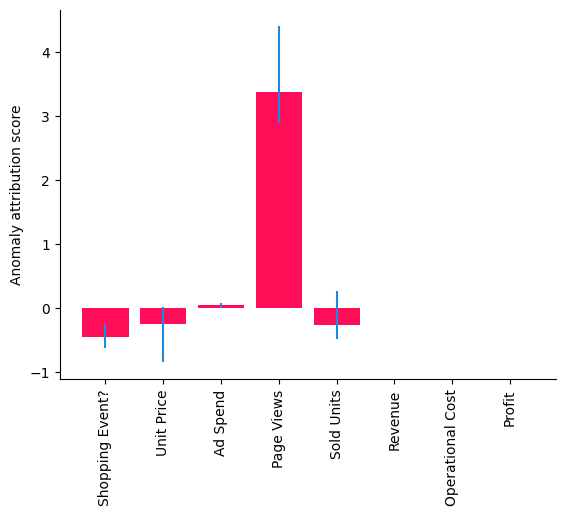 Anomaly attribution score
4
3
2
1
0
−1
Shopping Event?
Unit Price
Ad Spend
Page Views
Sold Units
Revenue
Operational Cost
Profit